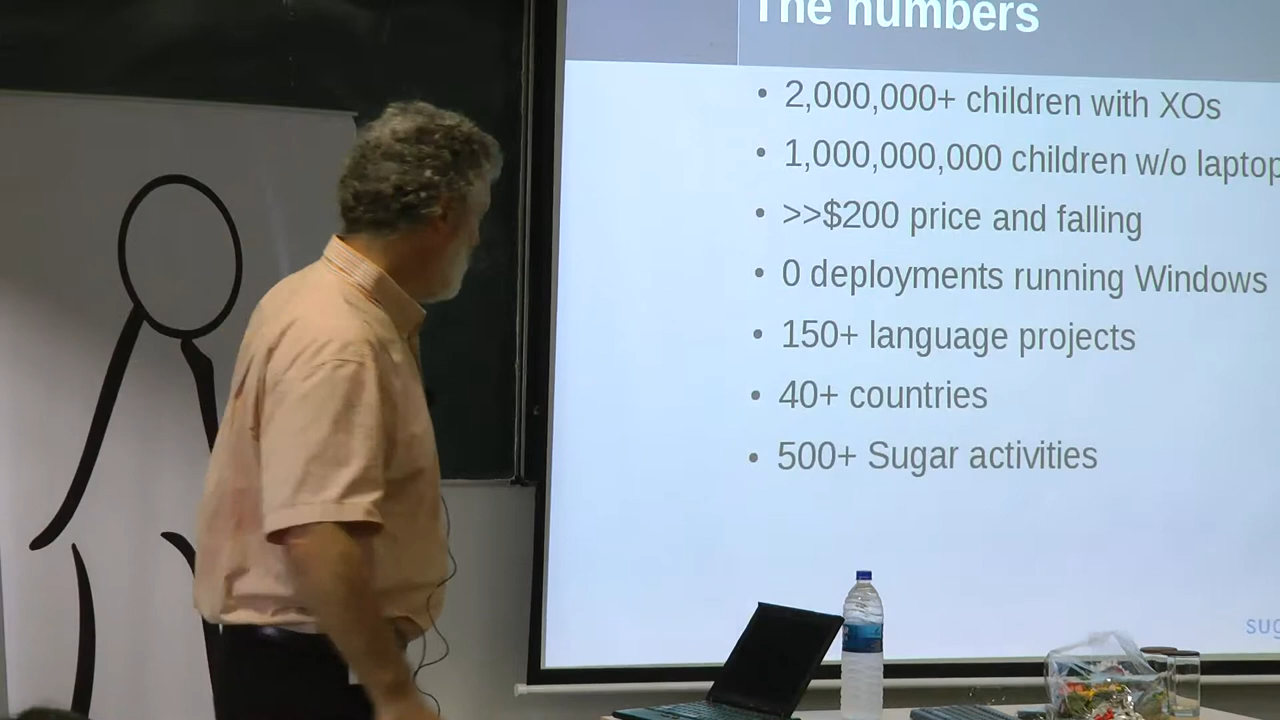 The numbers
• 2,000,000+ children with XOs
• 1,000,000,000 children w/o laptop
• >>$200 price and falling
• 0 deployments running Windows
• 150+ language projects
• 40+ countries
• 500+ Sugar activities
sug